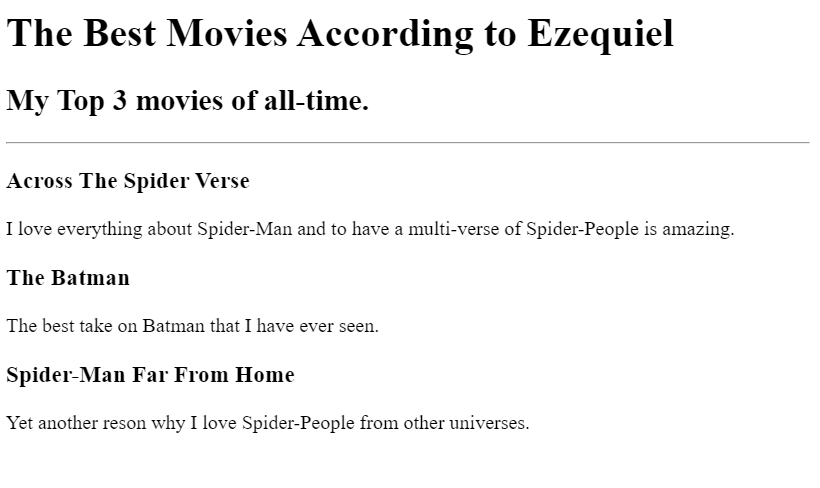 The Best Movies According to Ezequiel
My Top 3 movies of all-time.
Across The Spider Verse
I love everything about Spider-Man and to have a multi-verse of Spider-People is amazing.
The Batman
The best take on Batman that I have ever seen.
Spider-Man Far From Home
Yet another reson why I love Spider-People from other universes.